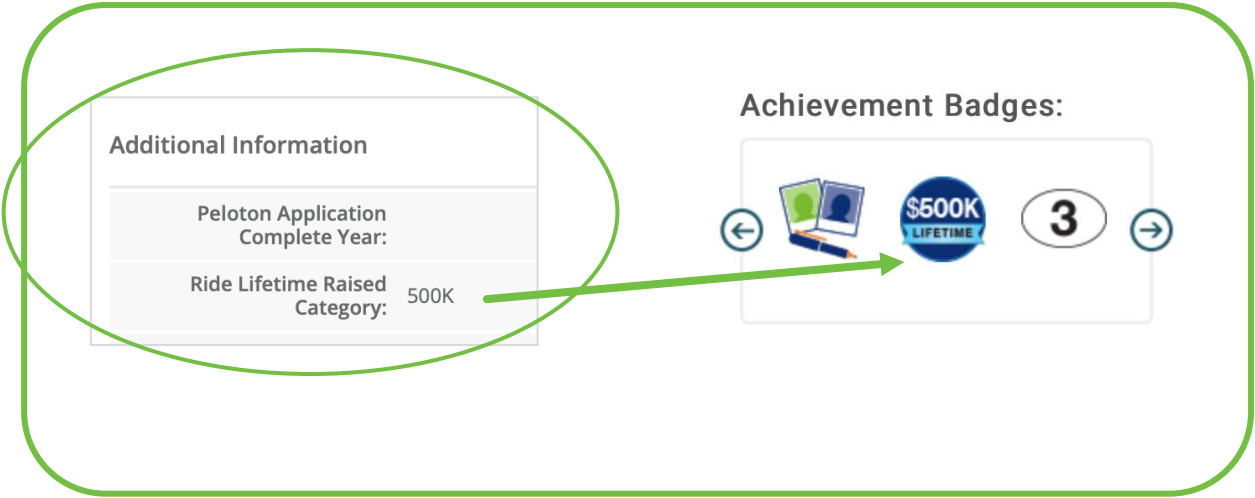 Additional Information
Peloton Application
Complete Year:
Ride Lifetime Raised
Category:
500K
Achievement Badges:
$500K
LIFETIME
3